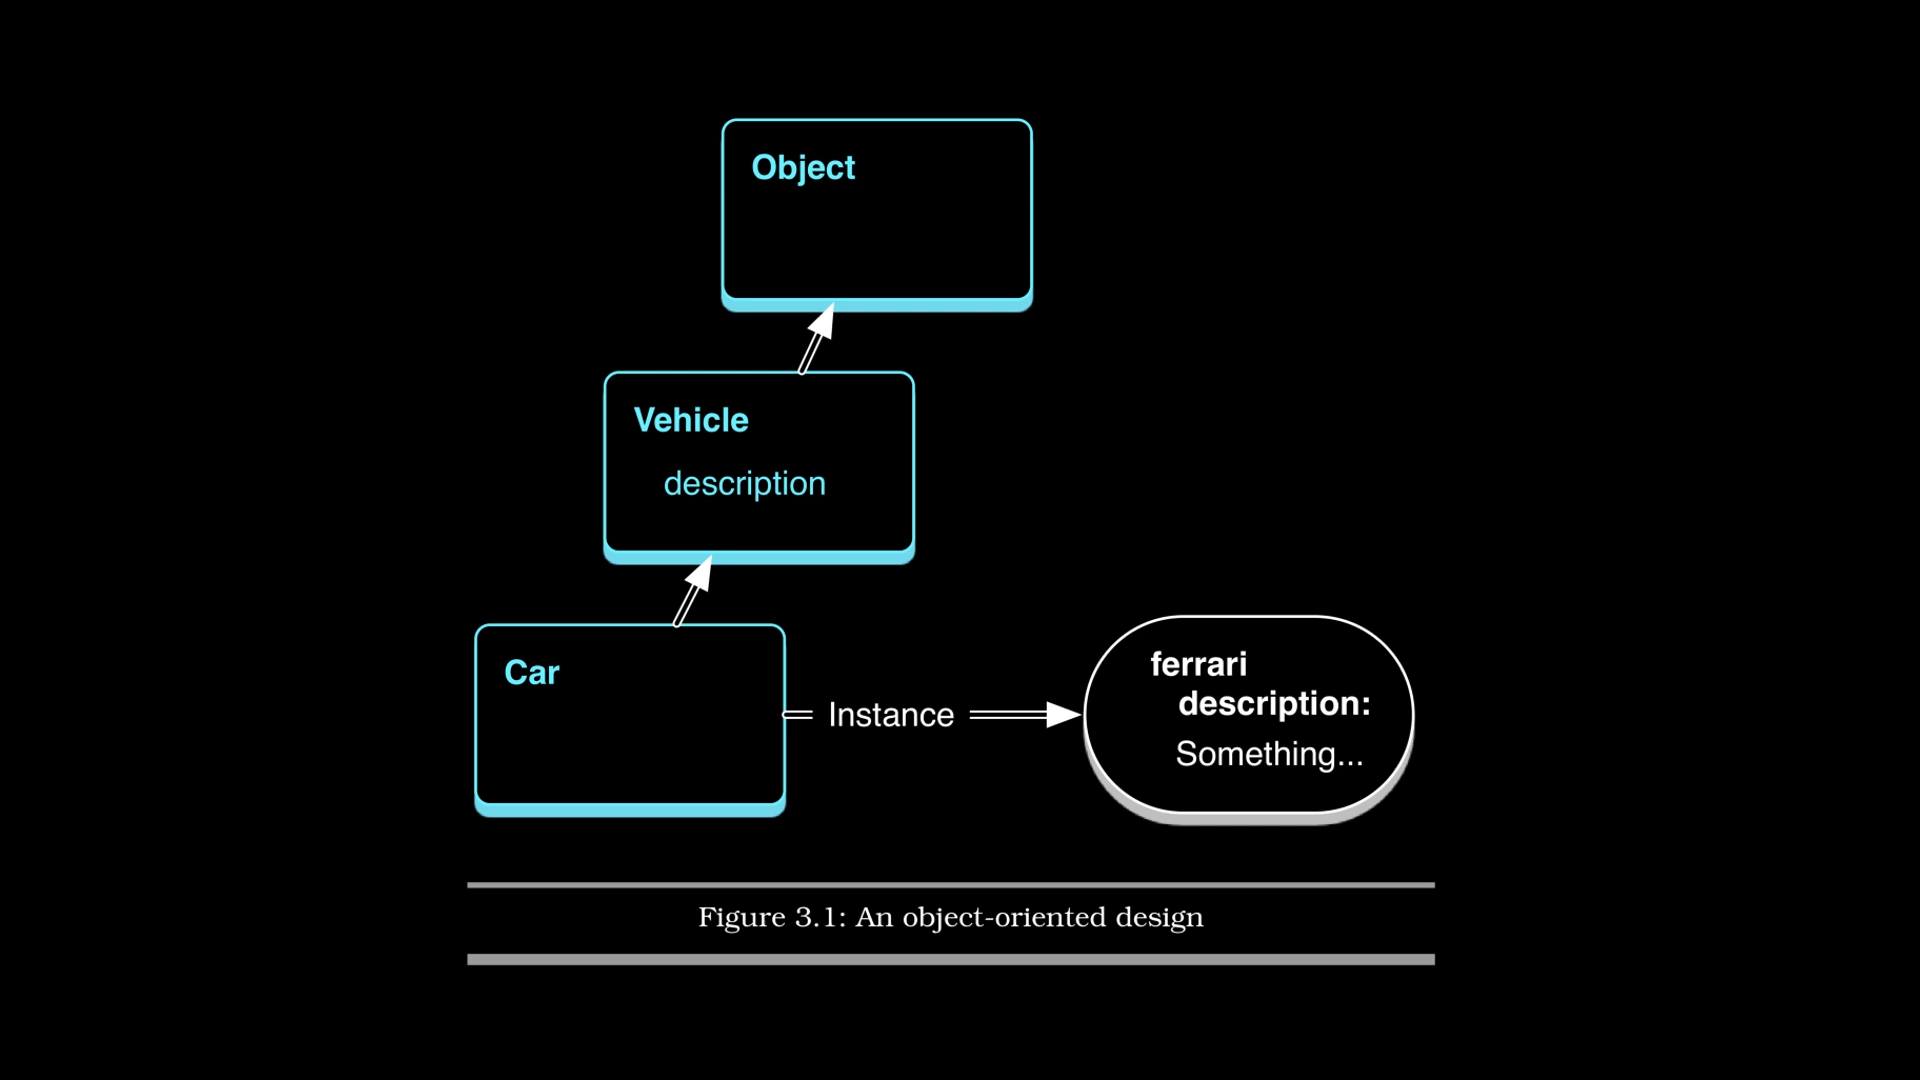 Object
Vehicle
description
Car
Instance
ferrari
description:
Something...
Figure 3.1: An object-oriented design